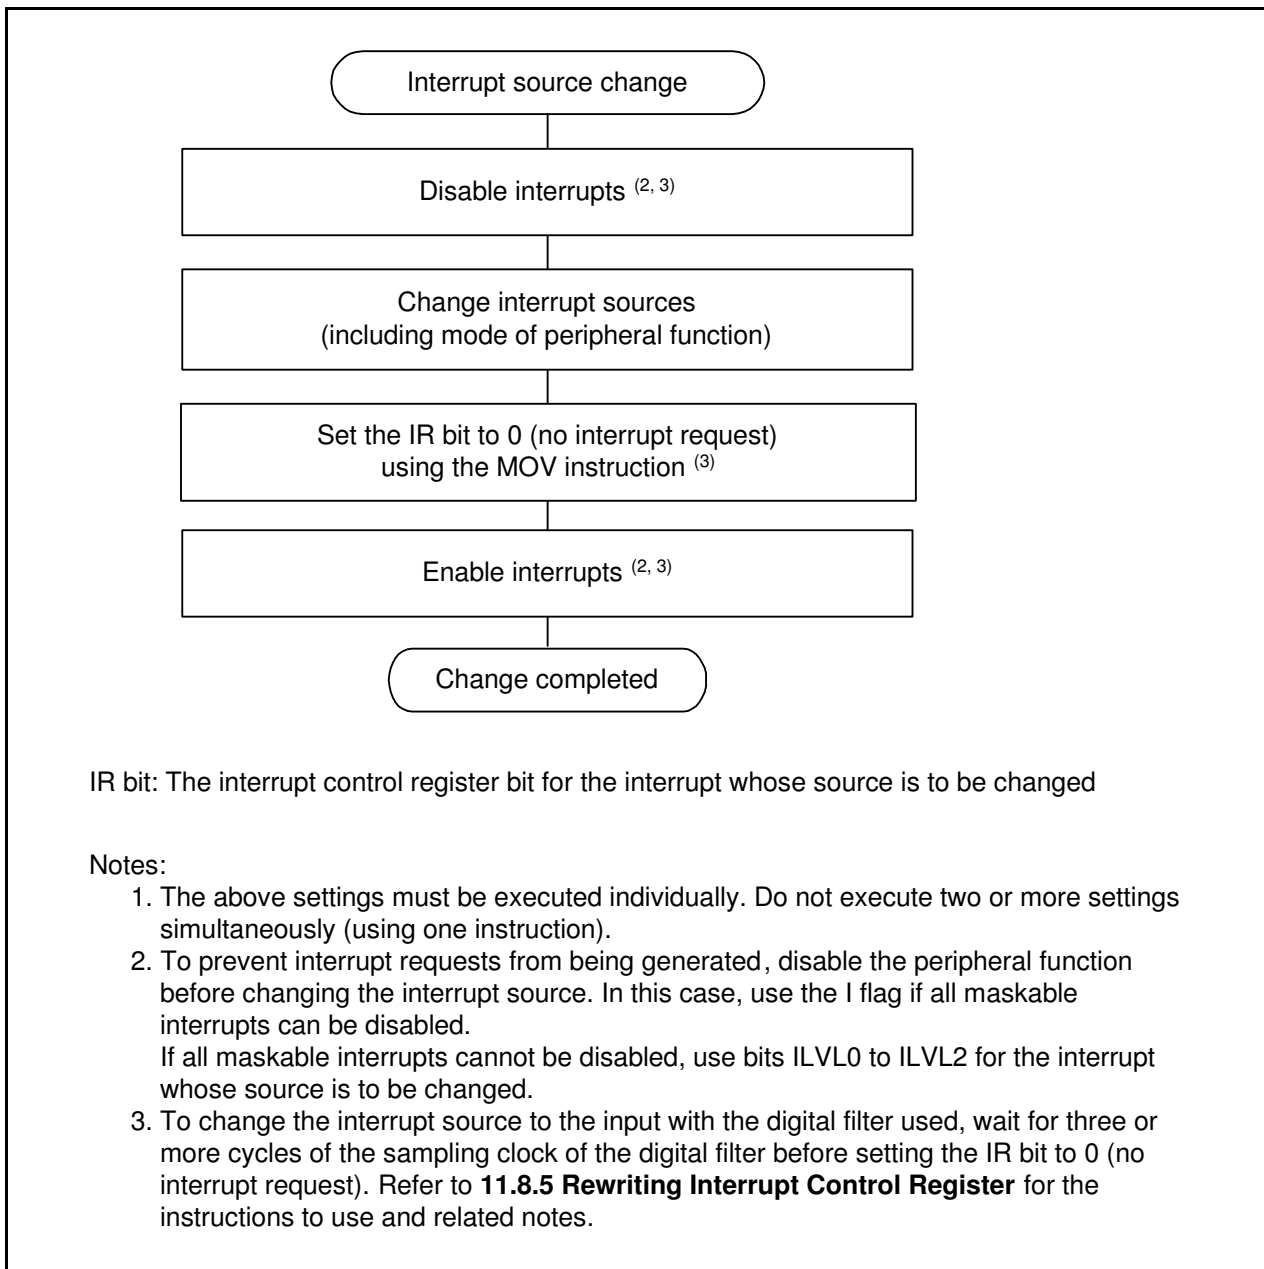 Interrupt source change
Disable interrupts (2, 3)
Change interrupt sources
(including mode of peripheral function)
Set the IR bit to 0 (no interrupt request)
using the MOV instruction (3)
Enable interrupts (2, 3)
Change completed
IR bit: The interrupt control register bit for the interrupt whose source is to be changed
Notes:
1. The above settings must be executed individually. Do not execute two or more settings
simultaneously (using one instruction).
2. To prevent interrupt requests from being generated, disable the peripheral function
before changing the interrupt source. In this case, use the I flag if all maskable
interrupts can be disabled.
If all maskable interrupts cannot be disabled, use bits ILVL0 to ILVL2 for the interrupt
whose source is to be changed.
3. To change the interrupt source to the input with the digital filter used, wait for three or
more cycles of the sampling clock of the digital filter before setting the IR bit to 0 (no
interrupt request). Refer to 11.8.5 Rewriting Interrupt Control Register for the
instructions to use and related notes.